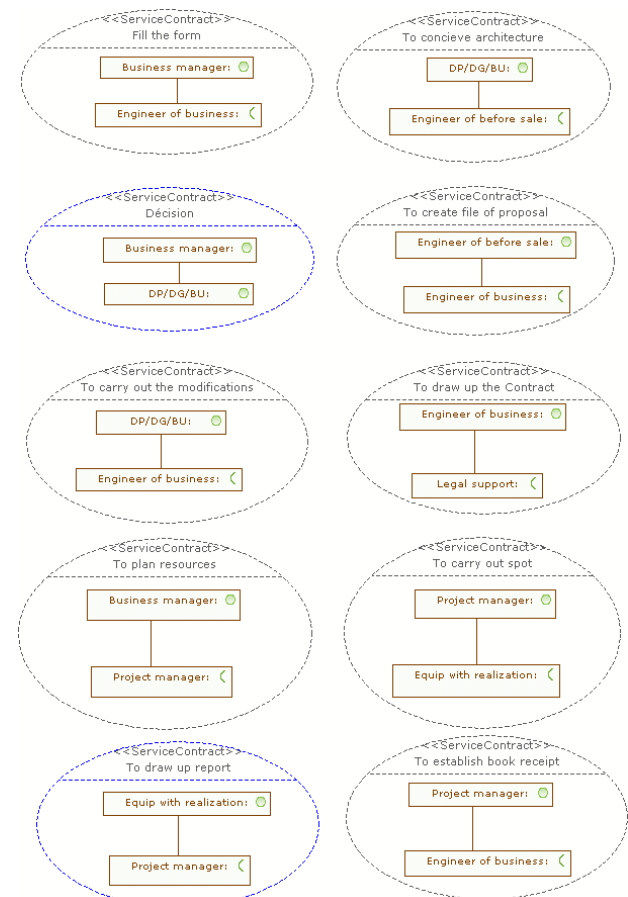 <<ServiceContract>>
Fill the form
Business manager:
Engineer of business:
<<ServiceContract>>
To concieve architecture
DP/DG/BU:
Engineer of before sale:
<<ServiceContract>>
Décision
Business manager:
DP/DG/BU:
<<ServiceContract>>
To create file of proposal
Engineer of before sale:
Engineer of business:
<<ServiceContract>>
To carry out the modifications
DP/DG/BU:
Engineer of business:
<<ServiceContract>>
To draw up the Contract
Engineer of business:
Legal support:
<<ServiceContract>>
To plan resources
Business manager:
Project manager:
<<ServiceContract>>
To carry out spot
Project manager:
Equip with realization:
<<ServiceContract>>
To draw up report
Equip with realization:
Project manager:
<<ServiceContract>>
To establish book receipt
Project manager:
Engineer of business: